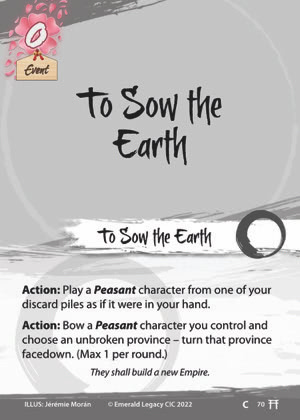 0
Event
To Sow the
Earth
To Sow the Earth
Action: Play a Peasant character from one of your
discard piles as if it were in your hand.
Action: Bow a Peasant character you control and
choose an unbroken province – turn that province
facedown. (Max 1 per round.)
They shall build a new Empire.
ILLUS: Jérémie Morán © Emerald Legacy CIC 2022 C 70